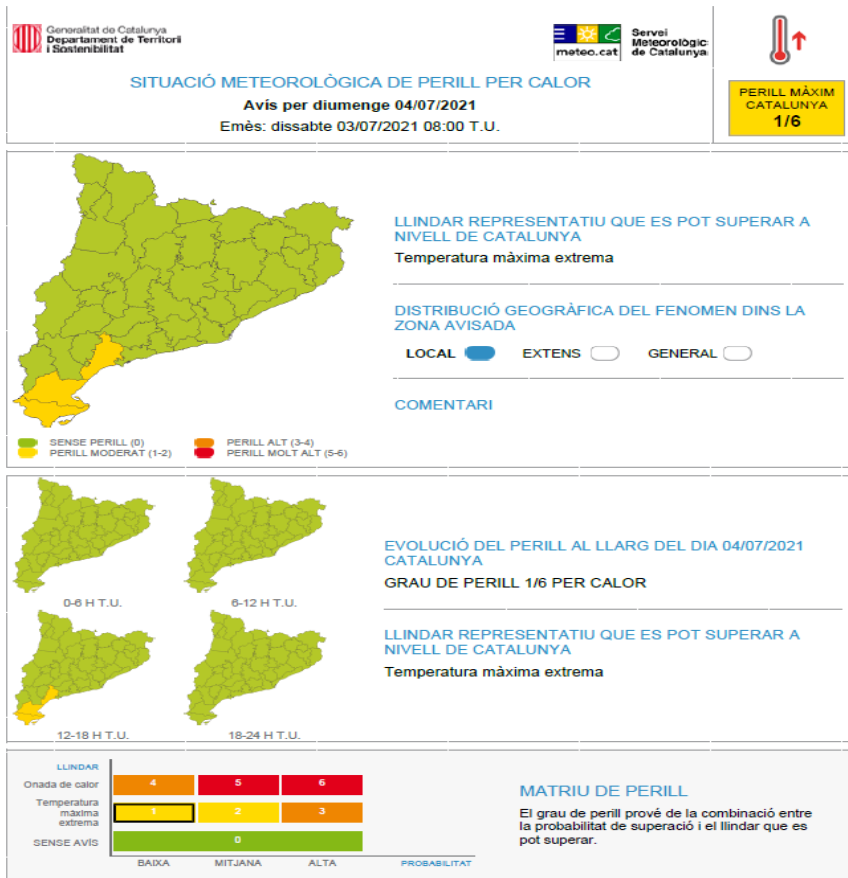 Generalitat de Catalunya
Departament de Territori
i Sostenibilitat
meteo.cat
Servei
Meteorològic
de Catalunya
SITUACIÓ METEOROLÒGICA DE PERILL PER CALOR
Avís per diumenge 04/07/2021
Emès: dissabte 03/07/2021 08:00 T.U.
PERILL MÀXIM
CATALUNYA
1/6
LLINDAR REPRESENTATIU QUE ES POT SUPERAR A
NIVELL DE CATALUNYA
Temperatura màxima extrema
DISTRIBUCIÓ GEOGRÀFICA DEL FENOMEN DINS LA
ZONA AVISADA
LOCAL EXTENS GENERAL
COMENTARI
SENSE PERILL (0) PERILL ALT (3-4)
PERILL MODERAT (1-2) PERILL MOLT ALT (5-6)
0-6 H T.U. 6-12 H T.U.
12-18 H T.U. 18-24 H T.U.
EVOLUCIÓ DEL PERILL AL LLARG DEL DIA 04/07/2021
CATALUNYA
GRAU DE PERILL 1/6 PER CALOR
LLINDAR REPRESENTATIU QUE ES POT SUPERAR A
NIVELL DE CATALUNYA
Temperatura màxima extrema
LLINDAR
Onada de calor 4 5 6
Temperatura
màxima
extrema
1 2 3
SENSE AVÍS 0
BAIXA MITJANA ALTA PROBABILITAT
MATRIU DE PERILL
El grau de perill prové de la combinació entre
la probabilitat de superació i el llindar que es
pot superar.